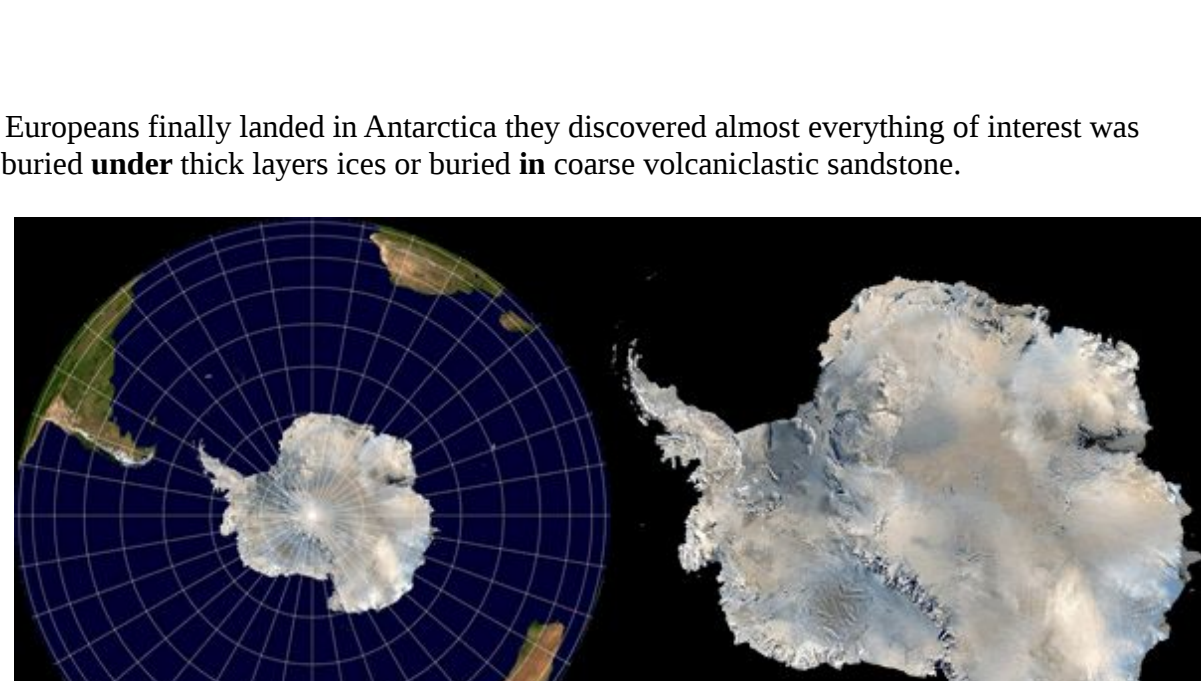 Europeans finally landed in Antarctica they discovered almost everything of interest was
buried under thick layers ices or buried in coarse volcaniclastic sandstone.